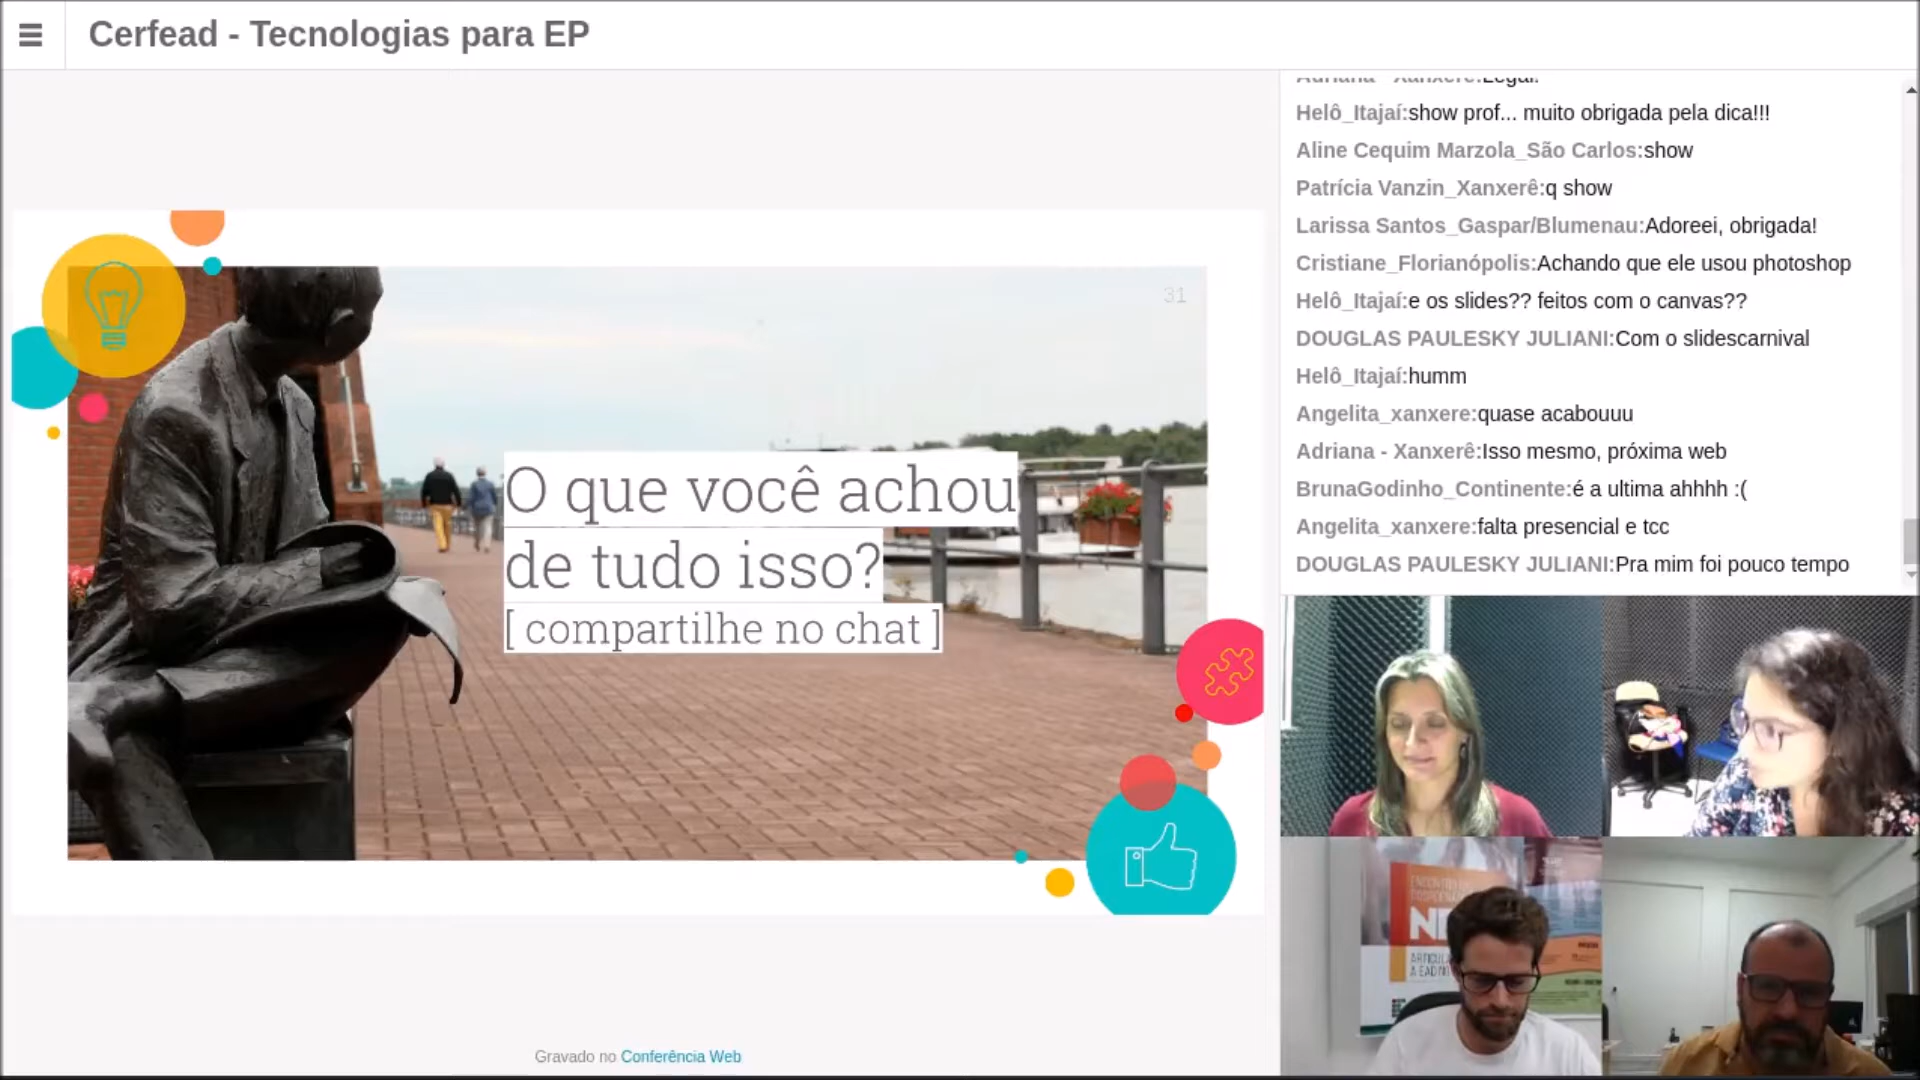 Cerfead - Tecnologias para EP
Adriana - Xanxerê:Legal!
Helô_Itajaí:show prof... muito obrigada pela dica!!!
Aline Cequim Marzola_São Carlos:show
Patrícia Vanzin_Xanxerê:q show
Larissa Santos_Gaspar/Blumenau:Adoreei, obrigada!
Cristiane_Florianópolis:Achando que ele usou photoshop
Helô_Itajaí:e os slides?? feitos com o canvas??
DOUGLAS PAULESKY JULIANI:Com o slidescarnival
Helô_Itajaí:humm
Angelita_xanxere:quase acabouuu
Adriana - Xanxerê:Isso mesmo, próxima web
BrunaGodinho_Continente:é a ultima ahhhh :(
Angelita_xanxere:falta presencial e tcc
DOUGLAS PAULESKY JULIANI:Pra mim foi pouco tempo
31
O que você achou
de tudo isso?
[ compartilhe no chat ]
Gravado no Conferência Web